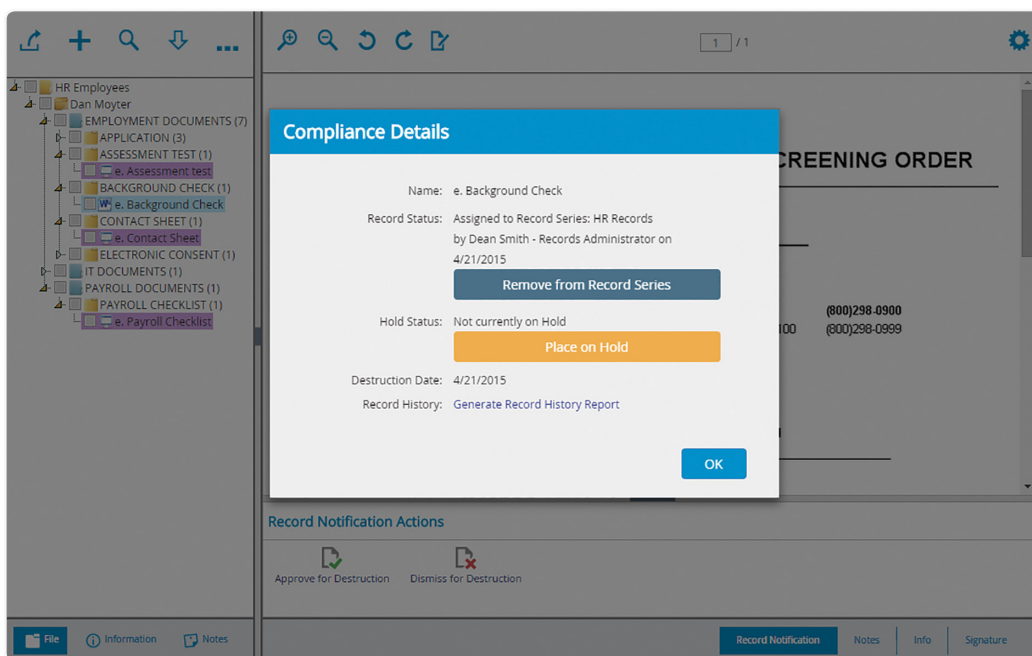 1 / 1
HR Employees
Dan Moyter
EMPLOYMENT DOCUMENTS (7)
APPLICATION (3)
ASSESSMENT TEST (1)
e. Assessment test
BACKGROUND CHECK (1)
e. Background Check
CONTACT SHEET (1)
e. Contact Sheet
ELECTRONIC CONSENT (1)
IT DOCUMENTS (1)
PAYROLL DOCUMENTS (1)
PAYROLL CHECKLIST (1)
e. Payroll Checklist
CREENING ORDER
(800)298-0900
100 (800)298-0999
Compliance Details
Name: e. Background Check
Record Status: Assigned to Record Series: HR Records
by Dean Smith - Records Administrator on
4/21/2015
Remove from Record Series
Hold Status: Not currently on Hold
Place on Hold
Destruction Date: 4/21/2015
Record History: Generate Record History Report
OK
Record Notification Actions
Approve for Destruction Dismiss for Destruction
File Information Notes
Record Notification Notes Info Signature